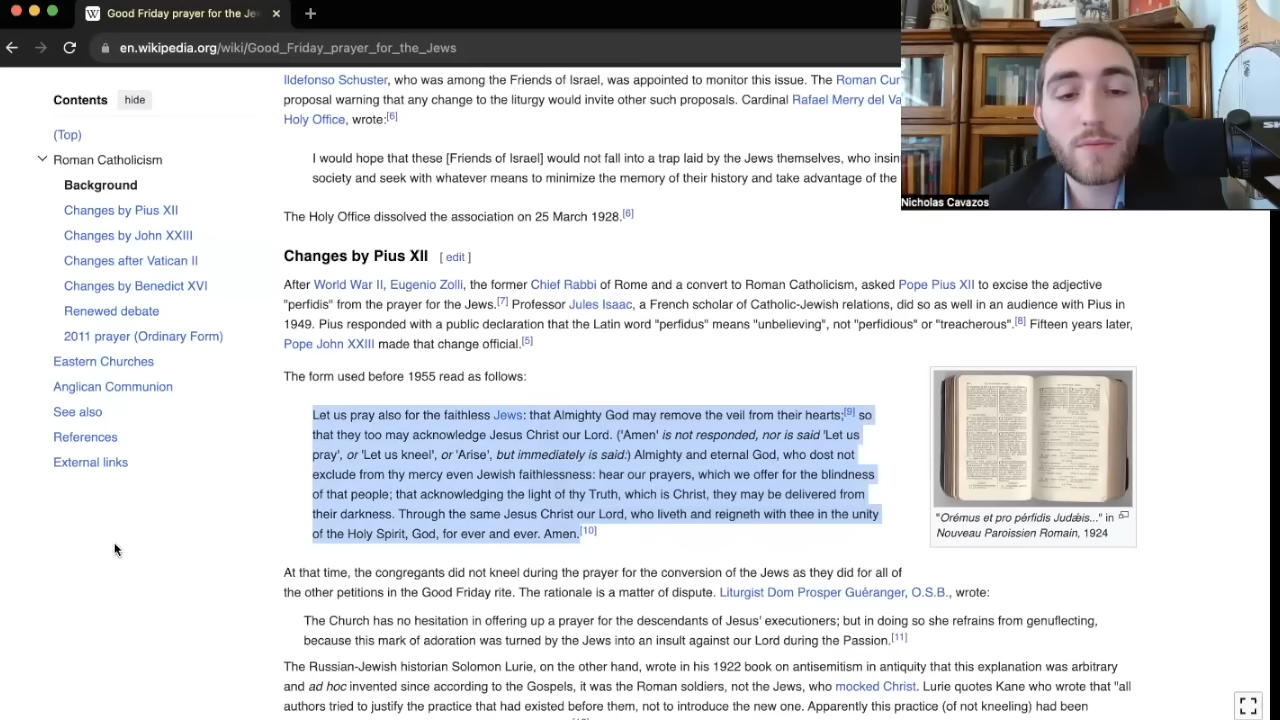 Good Friday prayer for the Je
en.wikipedia.org/wiki/Good_Friday_prayer_for_the_Jews
Nicholas Cavazos
Contents hide
(Top)
Roman Catholicism
Background
Changes by Pius XII
Changes by John XXIII
Changes after Vatican II
Changes by Benedict XVI
Renewed debate
2011 prayer (Ordinary Form)
Eastern Churches
Anglican Communion
See also
References
External links
Ildefonso Schuster, who was among the Friends of Israel, was appointed to monitor this issue. The Roman Cur
proposal warning that any change to the liturgy would invite other such proposals. Cardinal Rafael Merry del Va
Holy Office, wrote:[6]
I would hope that these [Friends of Israel] would not fall into a trap laid by the Jews themselves, who insin
society and seek with whatever means to minimize the memory of their history and take advantage of the
The Holy Office dissolved the association on 25 March 1928.[6]
Changes by Pius XII [ edit ]
After World War II, Eugenio Zolli, the former Chief Rabbi of Rome and a convert to Roman Catholicism, asked Pope Pius XII to excise the adjective
"perfidis" from the prayer for the Jews.[7] Professor Jules Isaac, a French scholar of Catholic-Jewish relations, did so as well in an audience with Pius in
1949. Pius responded with a public declaration that the Latin word "perfidus" means "unbelieving", not "perfidious" or "treacherous".[8] Fifteen years later,
Pope John XXIII made that change official.[5]
The form used before 1955 read as follows:
Let us pray also for the faithless Jews: that Almighty God may remove the veil from their hearts;[9] so
that they too may acknowledge Jesus Christ our Lord. ('Amen' is not responded, nor is said 'Let us
pray', or 'Let us kneel', or 'Arise', but immediately is said:) Almighty and eternal God, who dost not
exclude from thy mercy even Jewish faithlessness: hear our prayers, which we offer for the blindness
of that people; that acknowledging the light of thy Truth, which is Christ, they may be delivered from
their darkness. Through the same Jesus Christ our Lord, who liveth and reigneth with thee in the unity
of the Holy Spirit, God, for ever and ever. Amen.[10]
"Orémus et pro pérfidis Judǽis..." in
Nouveau Paroissien Romain, 1924
At that time, the congregants did not kneel during the prayer for the conversion of the Jews as they did for all of
the other petitions in the Good Friday rite. The rationale is a matter of dispute. Liturgist Dom Prosper Guéranger, O.S.B., wrote:
The Church has no hesitation in offering up a prayer for the descendants of Jesus' executioners; but in doing so she refrains from genuflecting,
because this mark of adoration was turned by the Jews into an insult against our Lord during the Passion.[11]
The Russian-Jewish historian Solomon Lurie, on the other hand, wrote in his 1922 book on antisemitism in antiquity that this explanation was arbitrary
and ad hoc invented since according to the Gospels, it was the Roman soldiers, not the Jews, who mocked Christ. Lurie quotes Kane who wrote that "all
authors tried to justify the practice that had existed before them, not to introduce the new one. Apparently this practice (of not kneeling) had been